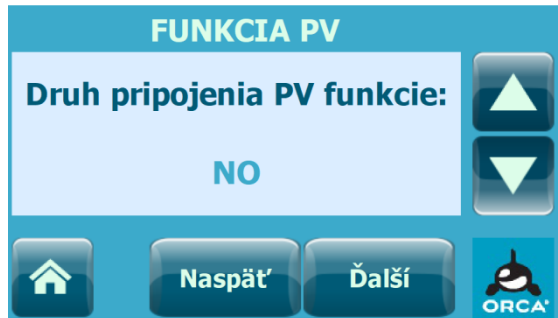 FUNKCIA PV
Druh pripojenia PV funkcie:
NO
Naspäť
Ďalší
ORCA